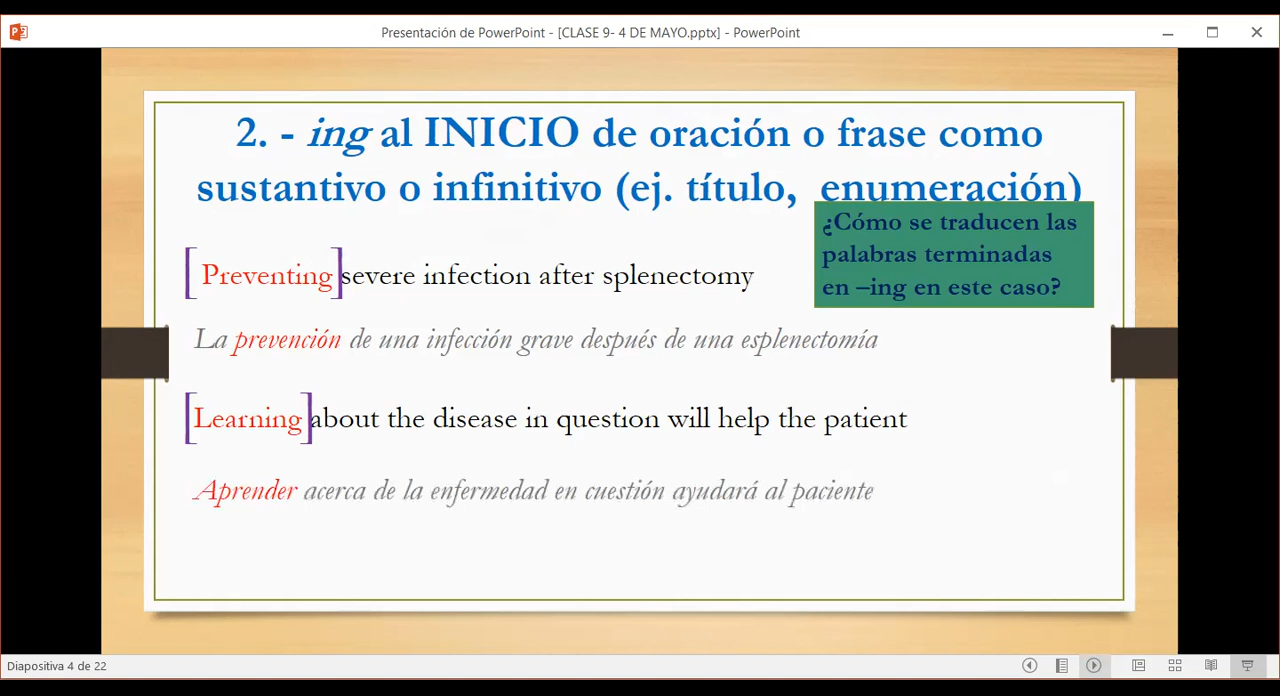 Presentación de PowerPoint - [CLASE 9- 4 DE MAYO.pptx] - PowerPoint
2. - ing al INICIO de oración o frase como
sustantivo o infinitivo (ej. título, enumeración)
¿Cómo se traducen las
palabras terminadas
en –ing en este caso?
[Preventing] severe infection after splenectomy
La prevención de una infección grave después de una esplenectomía
[Learning] about the disease in question will help the patient
Aprender acerca de la enfermedad en cuestión ayudará al paciente
Diapositiva 4 de 22